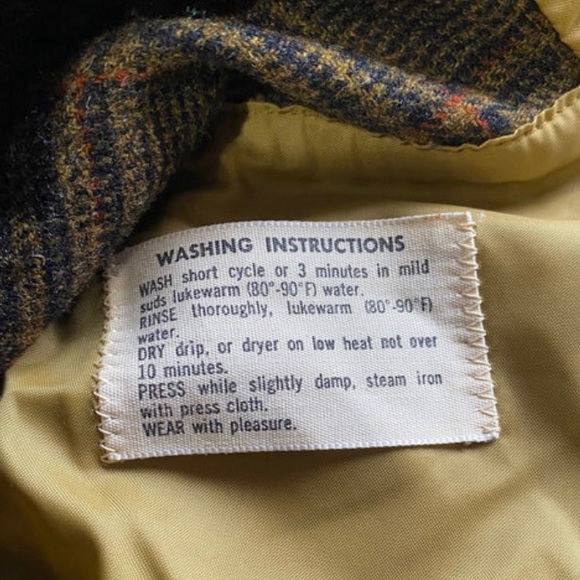 WASHING INSTRUCTIONS
WASH short cycle or 3 minutes in mild
suds lukewarm (80°-90°F) water.
RINSE thoroughly, lukewarm (80°-90°F)
water.
DRY drip, or dryer on low heat not over
10 minutes.
PRESS while slightly damp, steam iron
with press cloth.
WEAR with pleasure.